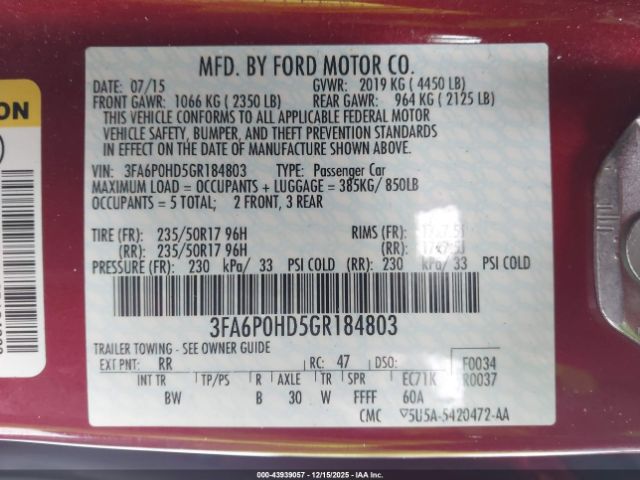 MFD. BY FORD MOTOR CO.
DATE: 07/15 GVWR: 2019 KG ( 4450 LB)
FRONT GAWR: 1066 KG ( 2350 LB) REAR GAWR: 964 KG ( 2125 LB)
THIS VEHICLE CONFORMS TO ALL APPLICABLE FEDERAL MOTOR
VEHICLE SAFETY, BUMPER, AND THEFT PREVENTION STANDARDS
IN EFFECT ON THE DATE OF MANUFACTURE SHOWN ABOVE.
VIN: 3FA6P0HD5GR184803 TYPE: Passenger Car
MAXIMUM LOAD = OCCUPANTS + LUGGAGE = 385KG/ 850LB
OCCUPANTS = 5 TOTAL; 2 FRONT, 3 REAR
TIRE (FR): 235/50R17 96H RIMS (FR):
(RR): 235/50R17 96H (RR):
PRESSURE (FR): 230 kPa/ 33 PSI COLD (RR): 230 kPa/ 33 PSI COLD
3FA6P0HD5GR184803
TRAILER TOWING - SEE OWNER GUIDE
EXT PNT: RR RC: 47 DSO: F0034
INT TR TP/PS R AXLE TR SPR EC71K R0037
BW B 30 W FFFF 60A
CMC 5U5A-5420472-AA
000-43939057 - 12/15/2025 - COPART/IAA